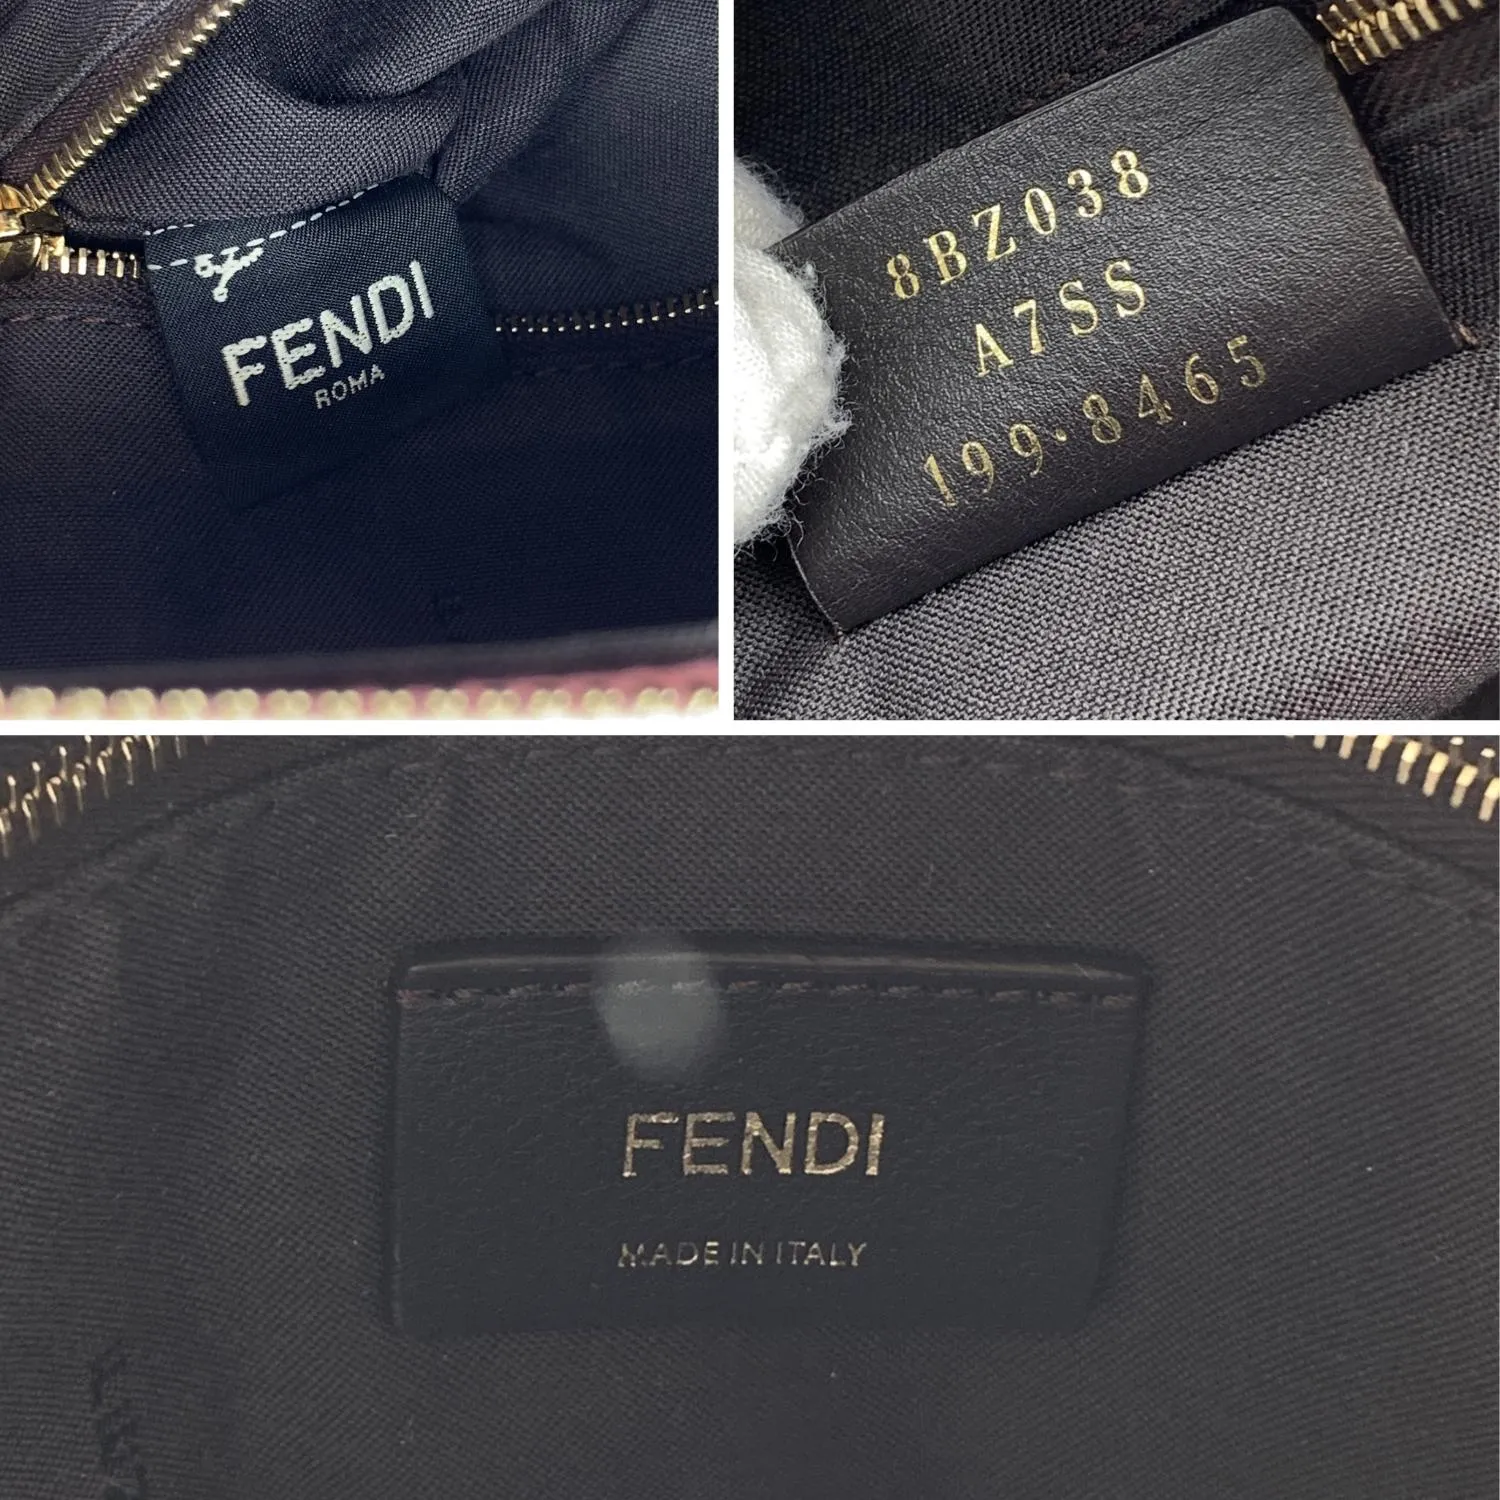 FENDI
ROMA
8BZ038
A7SS
199·8465
FENDI
MADE IN ITALY